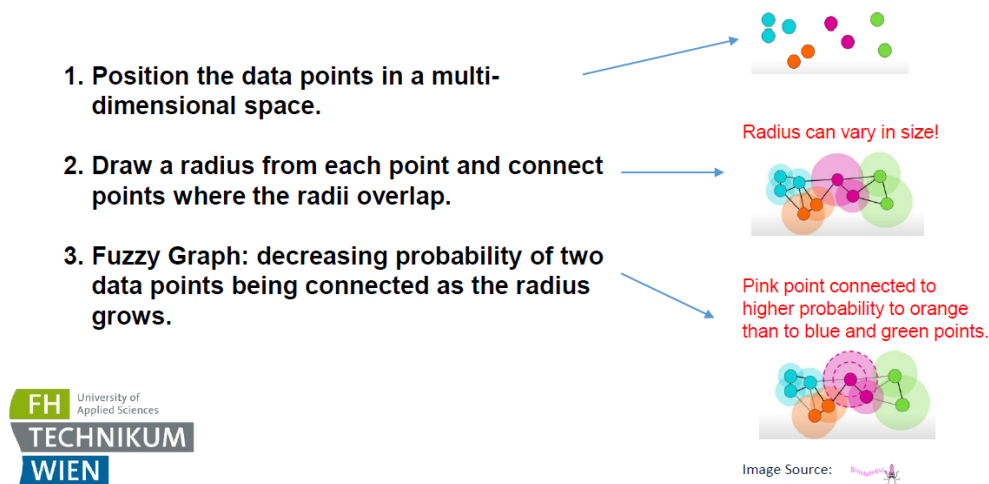 1. Position the data points in a multi-
dimensional space.
2. Draw a radius from each point and connect
points where the radii overlap.
3. Fuzzy Graph: decreasing probability of two
data points being connected as the radius
grows.
Radius can vary in size!
Pink point connected to
higher probability to orange
than to blue and green points.
FH University of
Applied Sciences
TECHNIKUM
WIEN
Image Source: